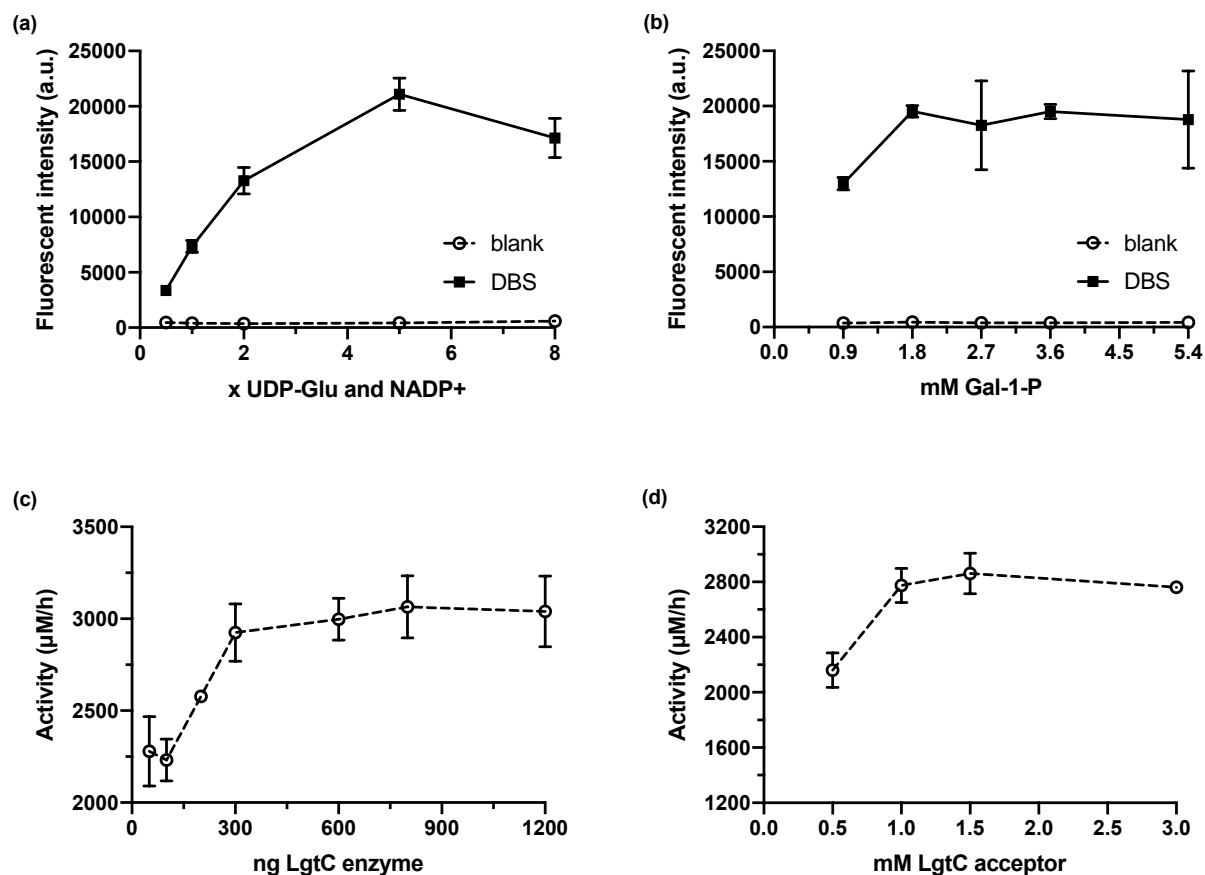 (a)
Fluorescent intensity (a.u.)
25000
20000
15000
10000
5000
0
0 2 4 6 8
x UDP-Glu and NADP+
blank
DBS
(b)
Fluorescent intensity (a.u.)
25000
20000
15000
10000
5000
0
0.0 0.9 1.8 2.7 3.6 4.5 5.4
mM Gal-1-P
blank
DBS
(c)
Activity (µM/h)
3500
3000
2500
2000
0 300 600 900 1200
ng LgtC enzyme
(d)
Activity (µM/h)
3200
2800
2400
2000
1600
1200
0.0 0.5 1.0 1.5 2.0 2.5 3.0
mM LgtC acceptor